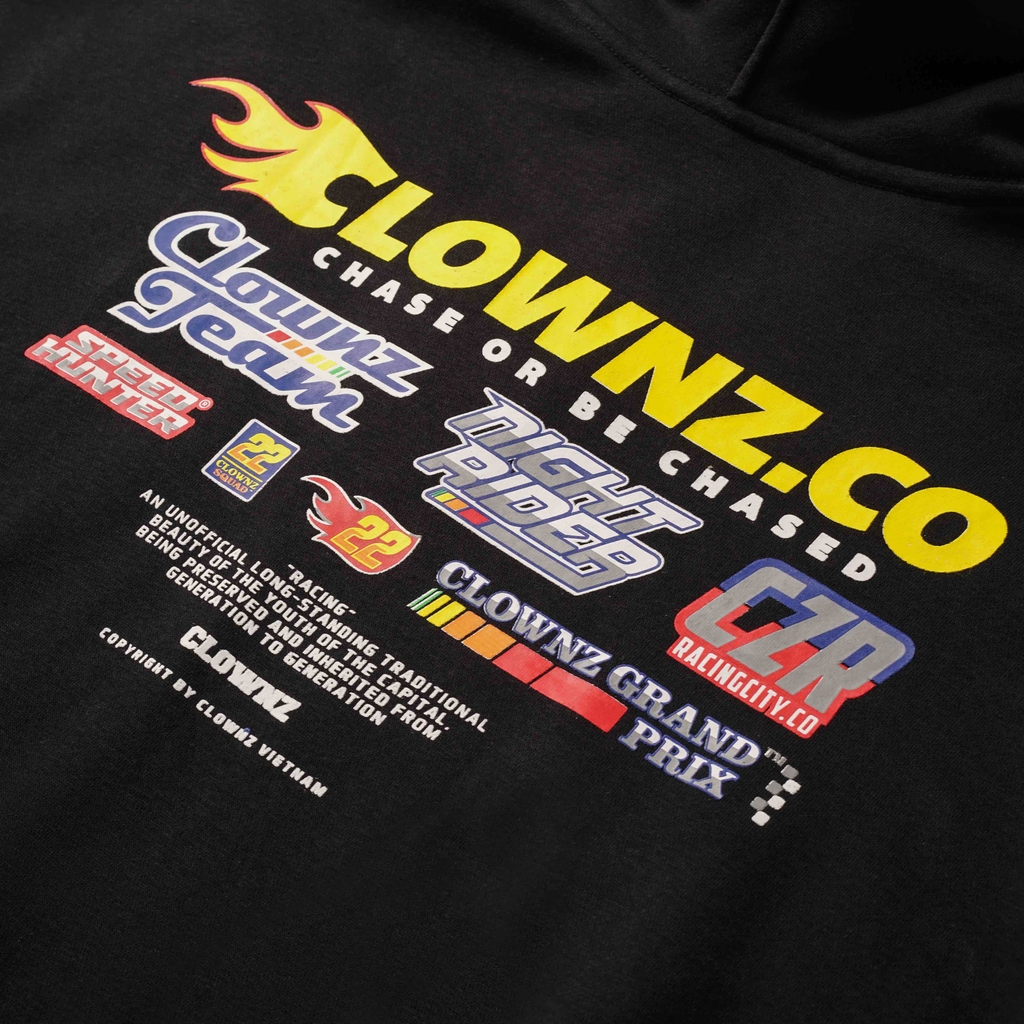 CLOWNZ.CO
CHASE OR BE CHASED
Clownz
Team
SPEED
HUNTER®
22
CLOWNZ
SQUAD
22
NIGHT
RIDER
CLOWNZ GRAND
PRIX™
CZR
RACINGCITY.CO
"RACING"
AN UNOFFICIAL LONG-STANDING TRADITIONAL
BEAUTY OF THE YOUTH OF THE CAPITAL,
BEING PRESERVED AND INHERITED FROM
GENERATION TO GENERATION
CLOWNZ
COPYRIGHT BY CLOWNZ VIETNAM